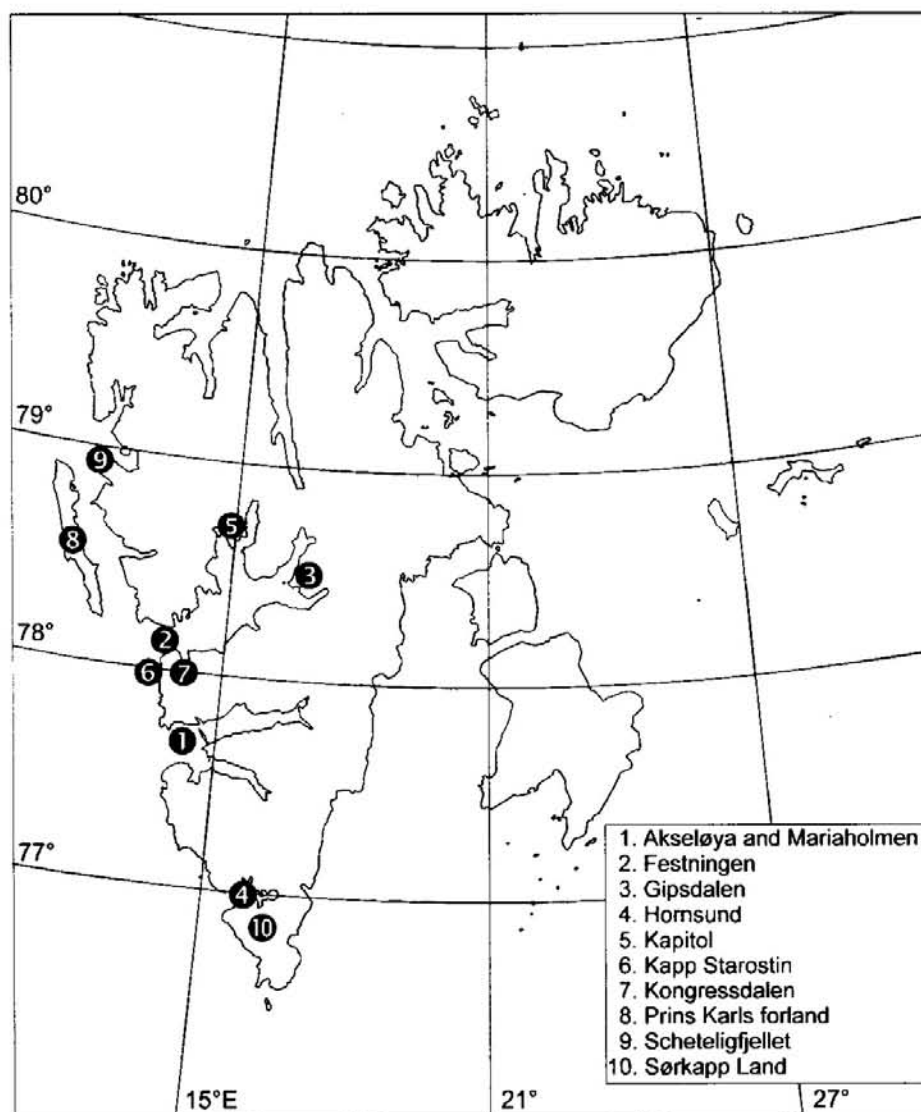 80°
79°
9
5
8
3
78°
2
6 7
1
77°
4
10
1. Akseløya and Mariaholmen
2. Festningen
3. Gipsdalen
4. Hornsund
5. Kapitol
6. Kapp Starostin
7. Kongressdalen
8. Prins Karls forland
9. Scheteligfjellet
10. Sørkapp Land
15°E 21° 27°